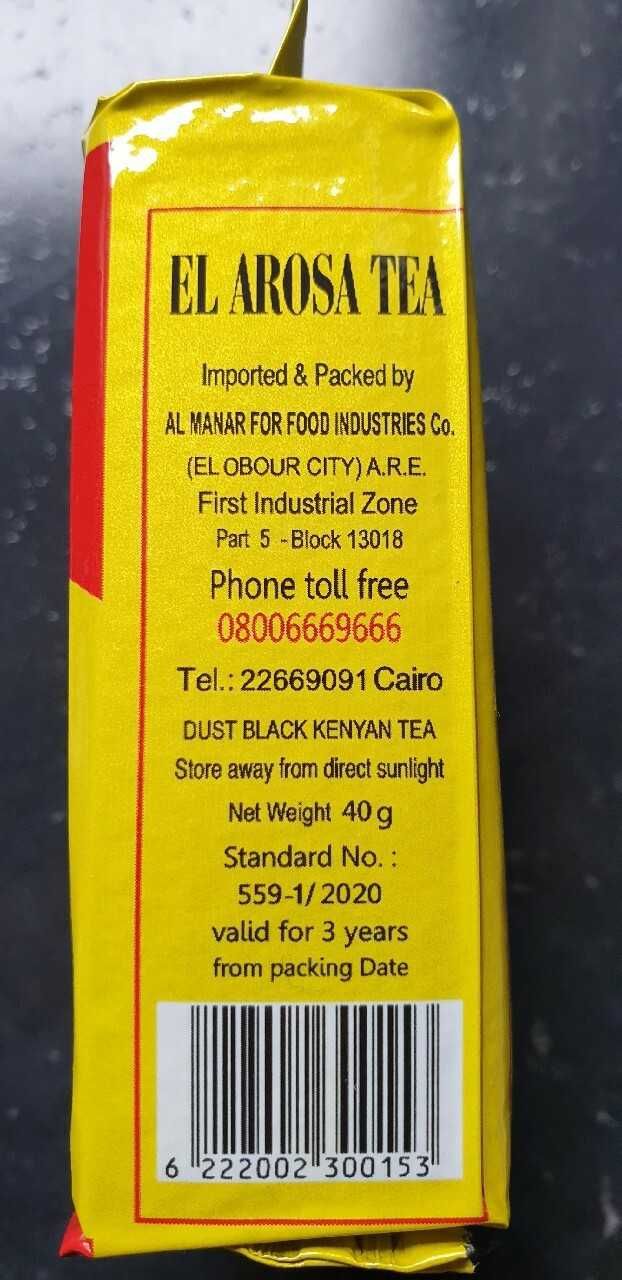 EL AROSA TEA
Imported & Packed by
AL MANAR FOR FOOD INDUSTRIES Co.
(EL OBOUR CITY) A.R.E.
First Industrial Zone
Part 5 - Block 13018
Phone toll free
08006669666
Tel.: 22669091 Cairo
DUST BLACK KENYAN TEA
Store away from direct sunlight
Net Weight 40 g
Standard No. :
559-1/ 2020
valid for 3 years
from packing Date
6 222002 300153